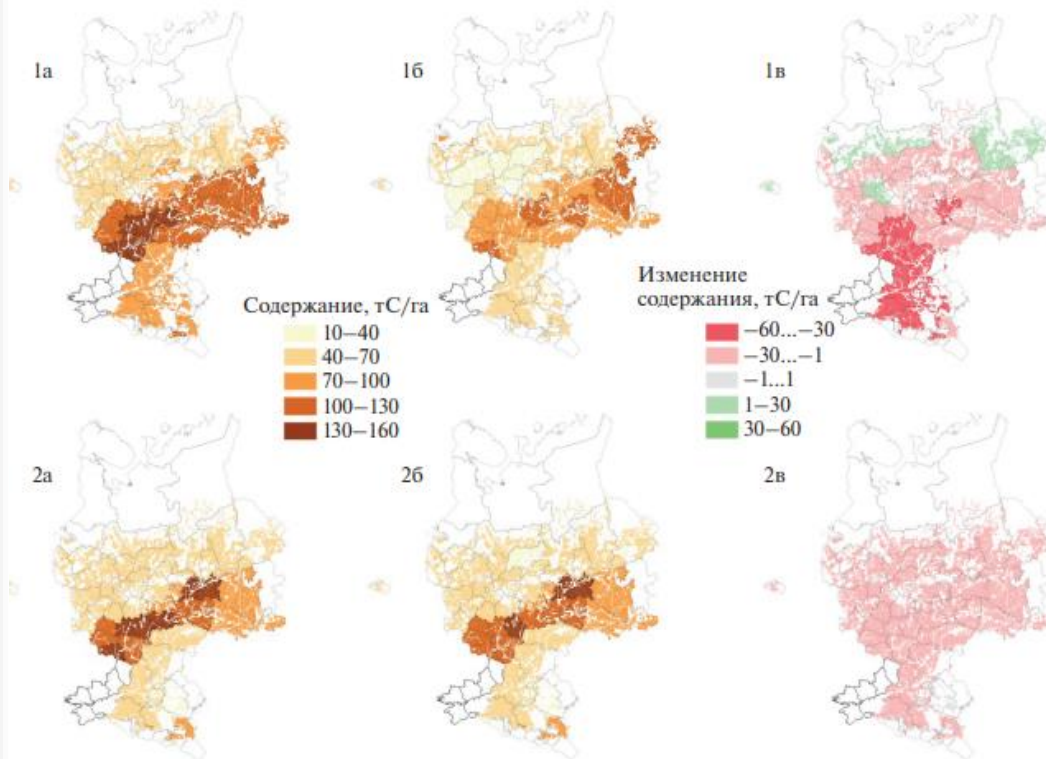 1а
1б
1в
Содержание, тС/га
10–40
40–70
70–100
100–130
130–160
Изменение
содержания, тС/га
–60...–30
–30...–1
–1...1
1–30
30–60
2а
2б
2в